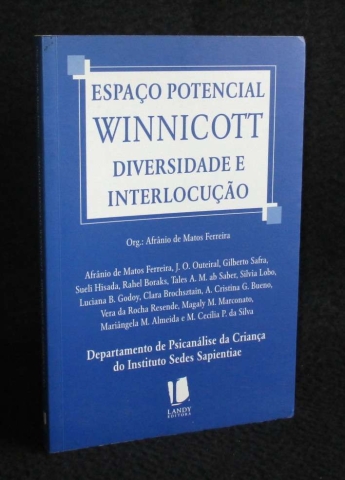 ESPAÇO POTENCIAL
WINNICOTT
DIVERSIDADE E
INTERLOCUÇÃO
Org.: Afrânio de Matos Ferreira
Afrânio de Matos Ferreira, J. O. Outeiral, Gilberto Safra,
Sueli Hisada, Rahel Boraks, Tales A. M. ab Saber, Silvia Lobo,
Luciana B. Godoy, Clara Brochsztain, A. Cristina G. Bueno,
Vera da Rocha Resende, Magaly M. Marconato,
Mariângela M. Almeida e M. Cecília P. da Silva
Departamento de Psicanálise da Criança
do Instituto Sedes Sapientiae
LANDY
EDITORA